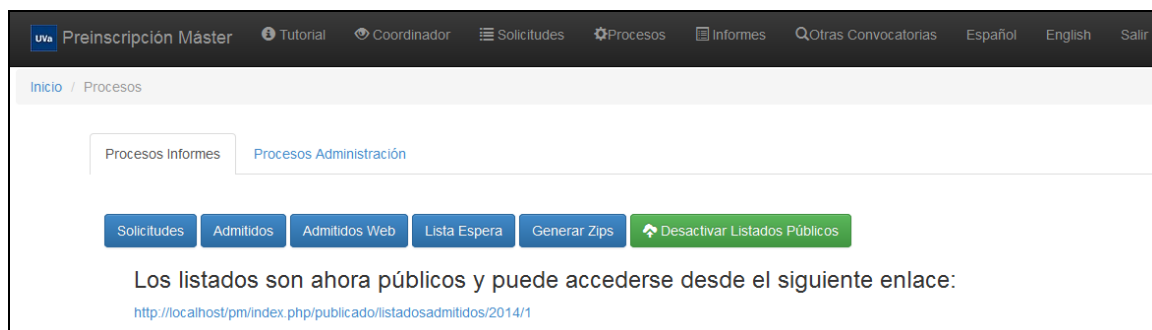 UVa Preinscripción Máster Tutorial Coordinador Solicitudes Procesos Informes Otras Convocatorias Español English Salir
Inicio / Procesos
Procesos Informes Procesos Administración
Solicitudes Admitidos Admitidos Web Lista Espera Generar Zips Desactivar Listados Públicos
Los listados son ahora públicos y puede accederse desde el siguiente enlace:
http://localhost/pm/index.php/publicado/listadosadmitidos/2014/1